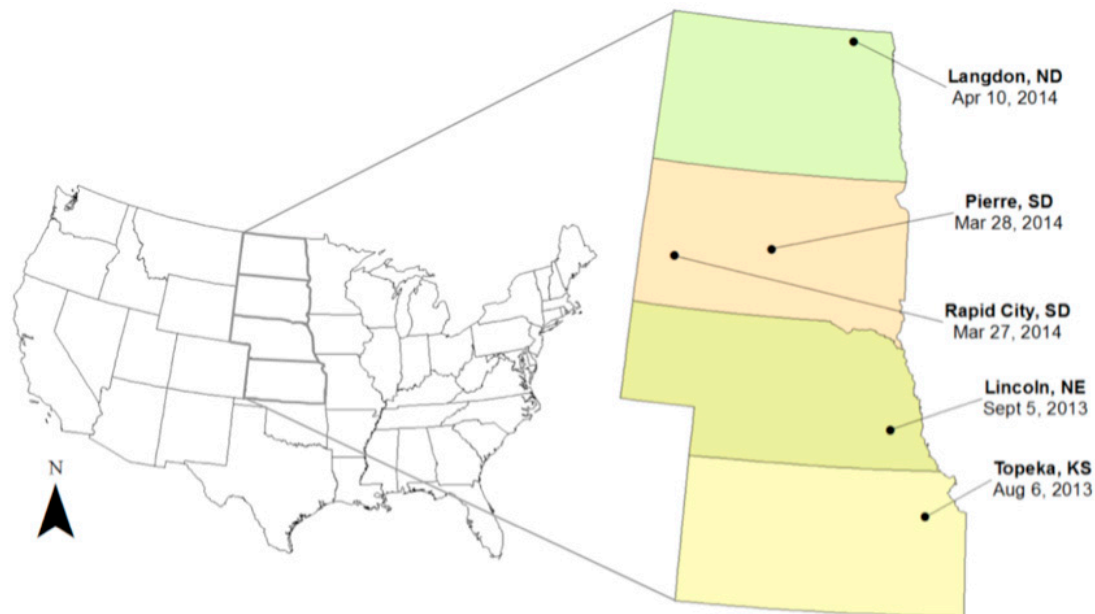 Langdon, ND
Apr 10, 2014
Pierre, SD
Mar 28, 2014
Rapid City, SD
Mar 27, 2014
Lincoln, NE
Sept 5, 2013
Topeka, KS
Aug 6, 2013
N